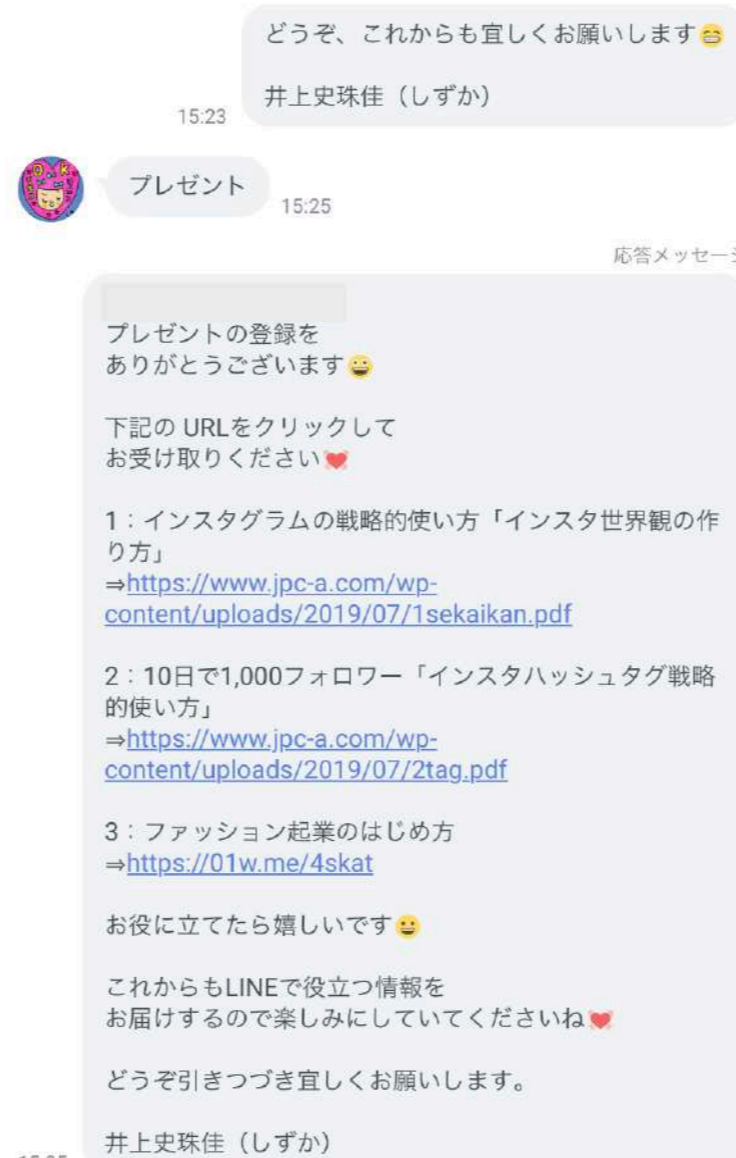 どうぞ、これからも宜しくお願いします😁
井上史珠佳（しずか）
15:23
プレゼント
15:25
応答メッセージ
プレゼントの登録を
ありがとうございます😀
下記の URLをクリックして
お受け取りください💓
1：インスタグラムの戦略的使い方「インスタ世界観の作
り方」
⇒https://www.jpc-a.com/wp-
content/uploads/2019/07/1sekaikan.pdf
2：10日で1,000フォロワー「インスタハッシュタグ戦略
的使い方」
⇒https://www.jpc-a.com/wp-
content/uploads/2019/07/2tag.pdf
3：ファッション起業のはじめ方
⇒https://01w.me/4skat
お役に立てたら嬉しいです😀
これからもLINEで役立つ情報を
お届けするので楽しみにしていてくださいね💓
どうぞ引きつづき宜しくお願いします。
井上史珠佳（しずか）